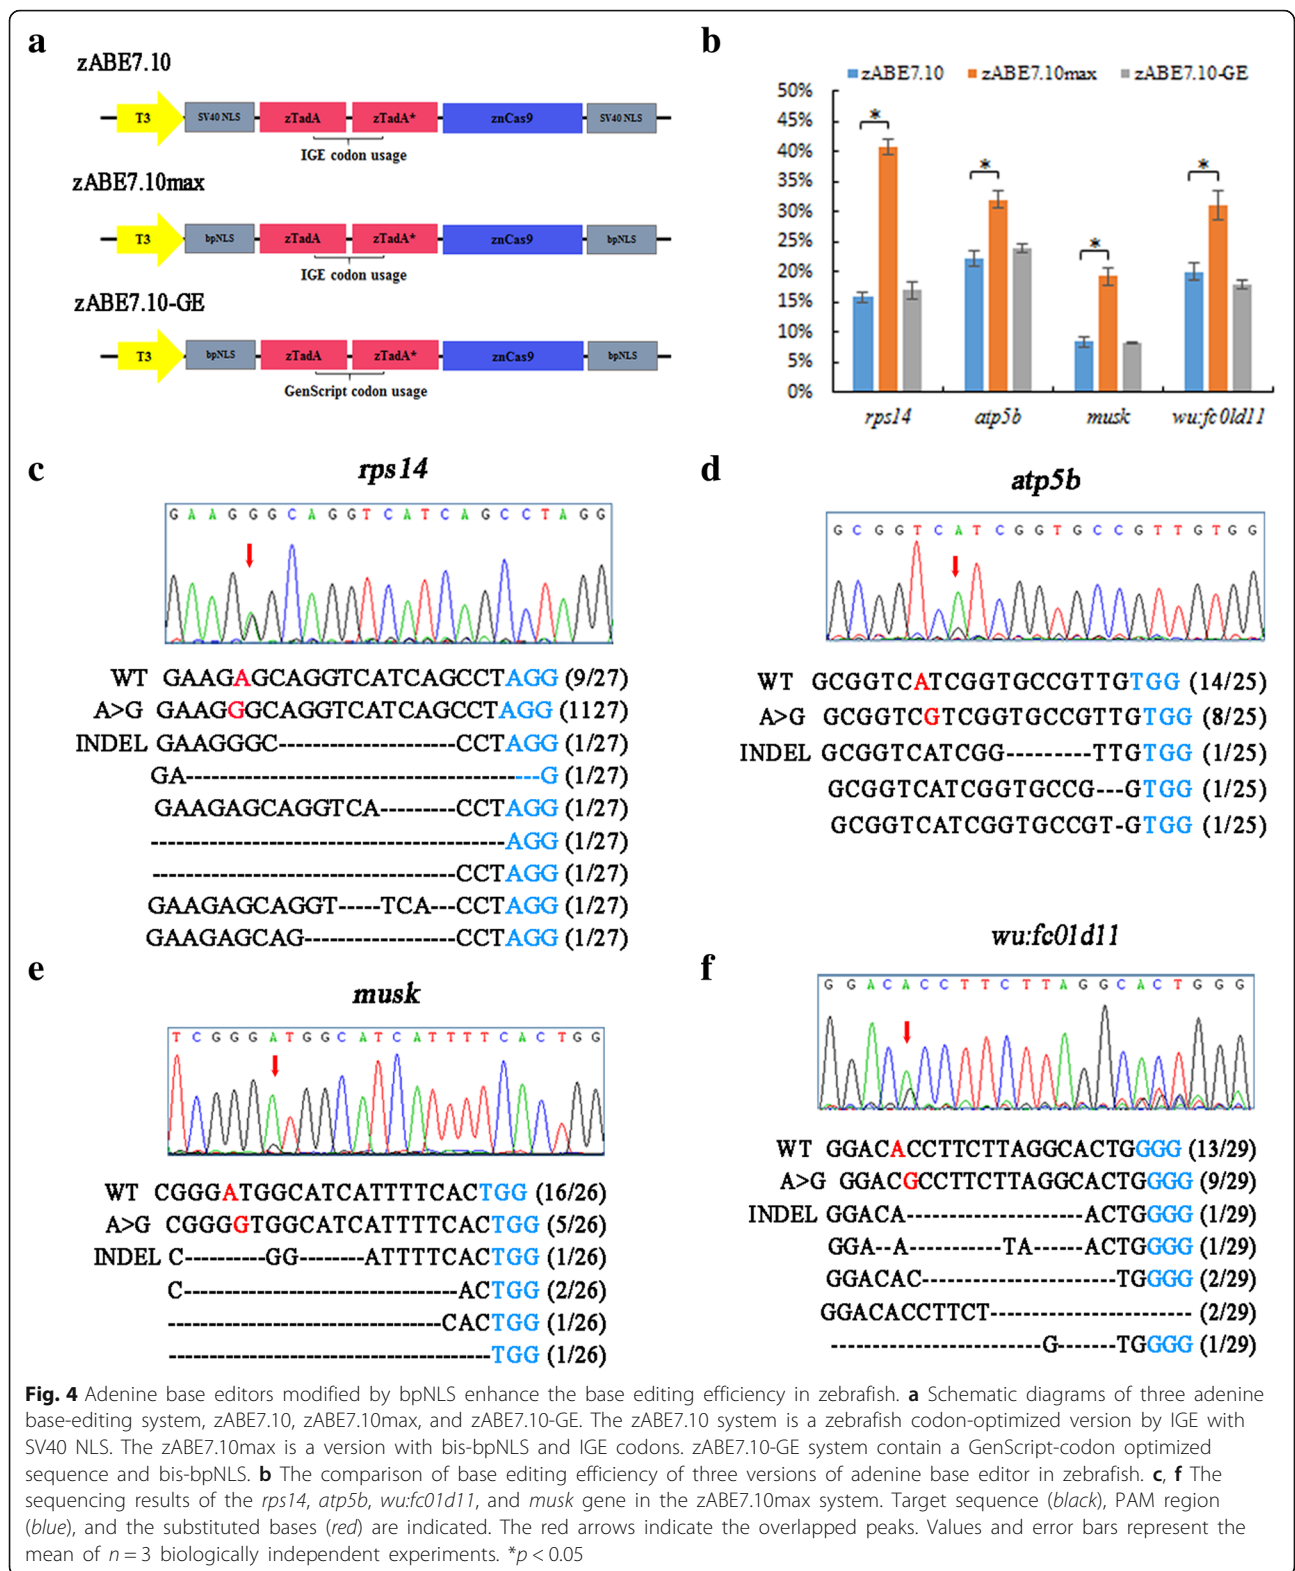 a
zABE7.10
T3 SV40 NLS zTadA zTadA* znCas9 SV40 NLS
IGE codon usage
zABE7.10max
T3 bpNLS zTadA zTadA* znCas9 bpNLS
IGE codon usage
zABE7.10-GE
T3 bpNLS zTadA zTadA* znCas9 bpNLS
GenScript codon usage
b
zABE7.10 zABE7.10max zABE7.10-GE
50%
45%
40%
35%
30%
25%
20%
15%
10%
5%
0%
* * * *
rps14 atp5b musk wu:fc0ld11
c
rps14
G A A G G G C A G G T C A T C A G C C T A G G
WT GAAGAGCAGGTCATCAGCCTAGG (9/27)
A>G GAAGGGCAGGTCATCAGCCTAGG (1127)
INDEL GAAGGGC---------------------CCTAGG (1/27)
GA------------------------------------------G (1/27)
GAAGAGCAGGTCA---------CCTAGG (1/27)
------------------------------------------AGG (1/27)
------------------------------------CCTAGG (1/27)
GAAGAGCAGGT-----TCA---CCTAGG (1/27)
GAAGAGCAG------------------CCTAGG (1/27)
d
atp5b
G C G G T C A T C G G T G C C G T T G T G G
WT GCGGTCATCGGTGCCGTTGTGG (14/25)
A>G GCGGTCGTCGGTGCCGTTGTGG (8/25)
INDEL GCGGTCATCGG---------TTGTGG (1/25)
GCGGTCATCGGTGCCG---GTGG (1/25)
GCGGTCATCGGTGCCGT-GTGG (1/25)
e
musk
T C G G G A T G G C A T C A T T T T C A C T G G
WT CGGGATGGCATCATTTTCACTGG (16/26)
A>G CGGGGTGGCATCATTTTCACTGG (5/26)
INDEL C----------GG--------ATTTTCACTGG (1/26)
C---------------------------------ACTGG (2/26)
---------------------------------CACTGG (1/26)
---------------------------------------TGG (1/26)
f
wu:fc01d11
G G A C A C C T T C T T A G G C A C T G G G
WT GGACACCTTCTTAGGCACTGGGG (13/29)
A>G GGACGCCTTCTTAGGCACTGGGG (9/29)
INDEL GGACA---------------------ACTGGGG (1/29)
GGA--A-----------TA------ACTGGGG (1/29)
GGACAC-----------------------TGGGG (2/29)
GGACACCTTCT------------------------ (2/29)
-------------------------G-------TGGGG (1/29)
Fig. 4 Adenine base editors modified by bpNLS enhance the base editing efficiency in zebrafish. a Schematic diagrams of three adenine
base-editing system, zABE7.10, zABE7.10max, and zABE7.10-GE. The zABE7.10 system is a zebrafish codon-optimized version by IGE with
SV40 NLS. The zABE7.10max is a version with bis-bpNLS and IGE codons. zABE7.10-GE system contain a GenScript-codon optimized
sequence and bis-bpNLS. b The comparison of base editing efficiency of three versions of adenine base editor in zebrafish. c, f The
sequencing results of the rps14, atp5b, wu:fc01d11, and musk gene in the zABE7.10max system. Target sequence (black), PAM region
(blue), and the substituted bases (red) are indicated. The red arrows indicate the overlapped peaks. Values and error bars represent the
mean of n = 3 biologically independent experiments. *p < 0.05